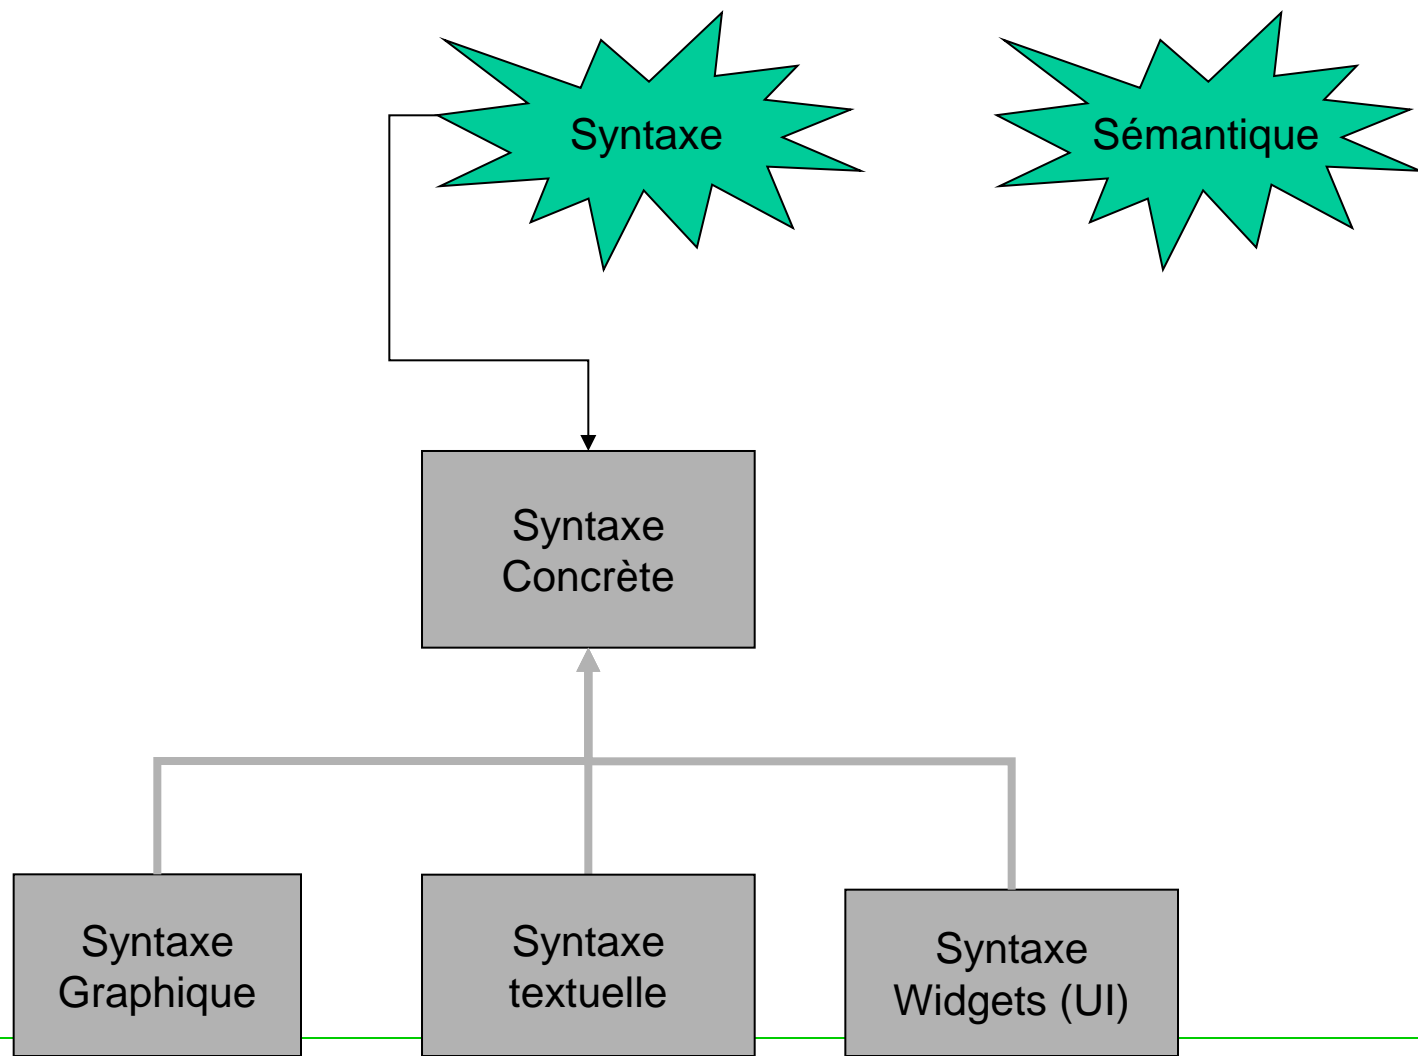 Syntaxe
Sémantique
Syntaxe
Concrète
Syntaxe
Graphique
Syntaxe
textuelle
Syntaxe
Widgets (UI)